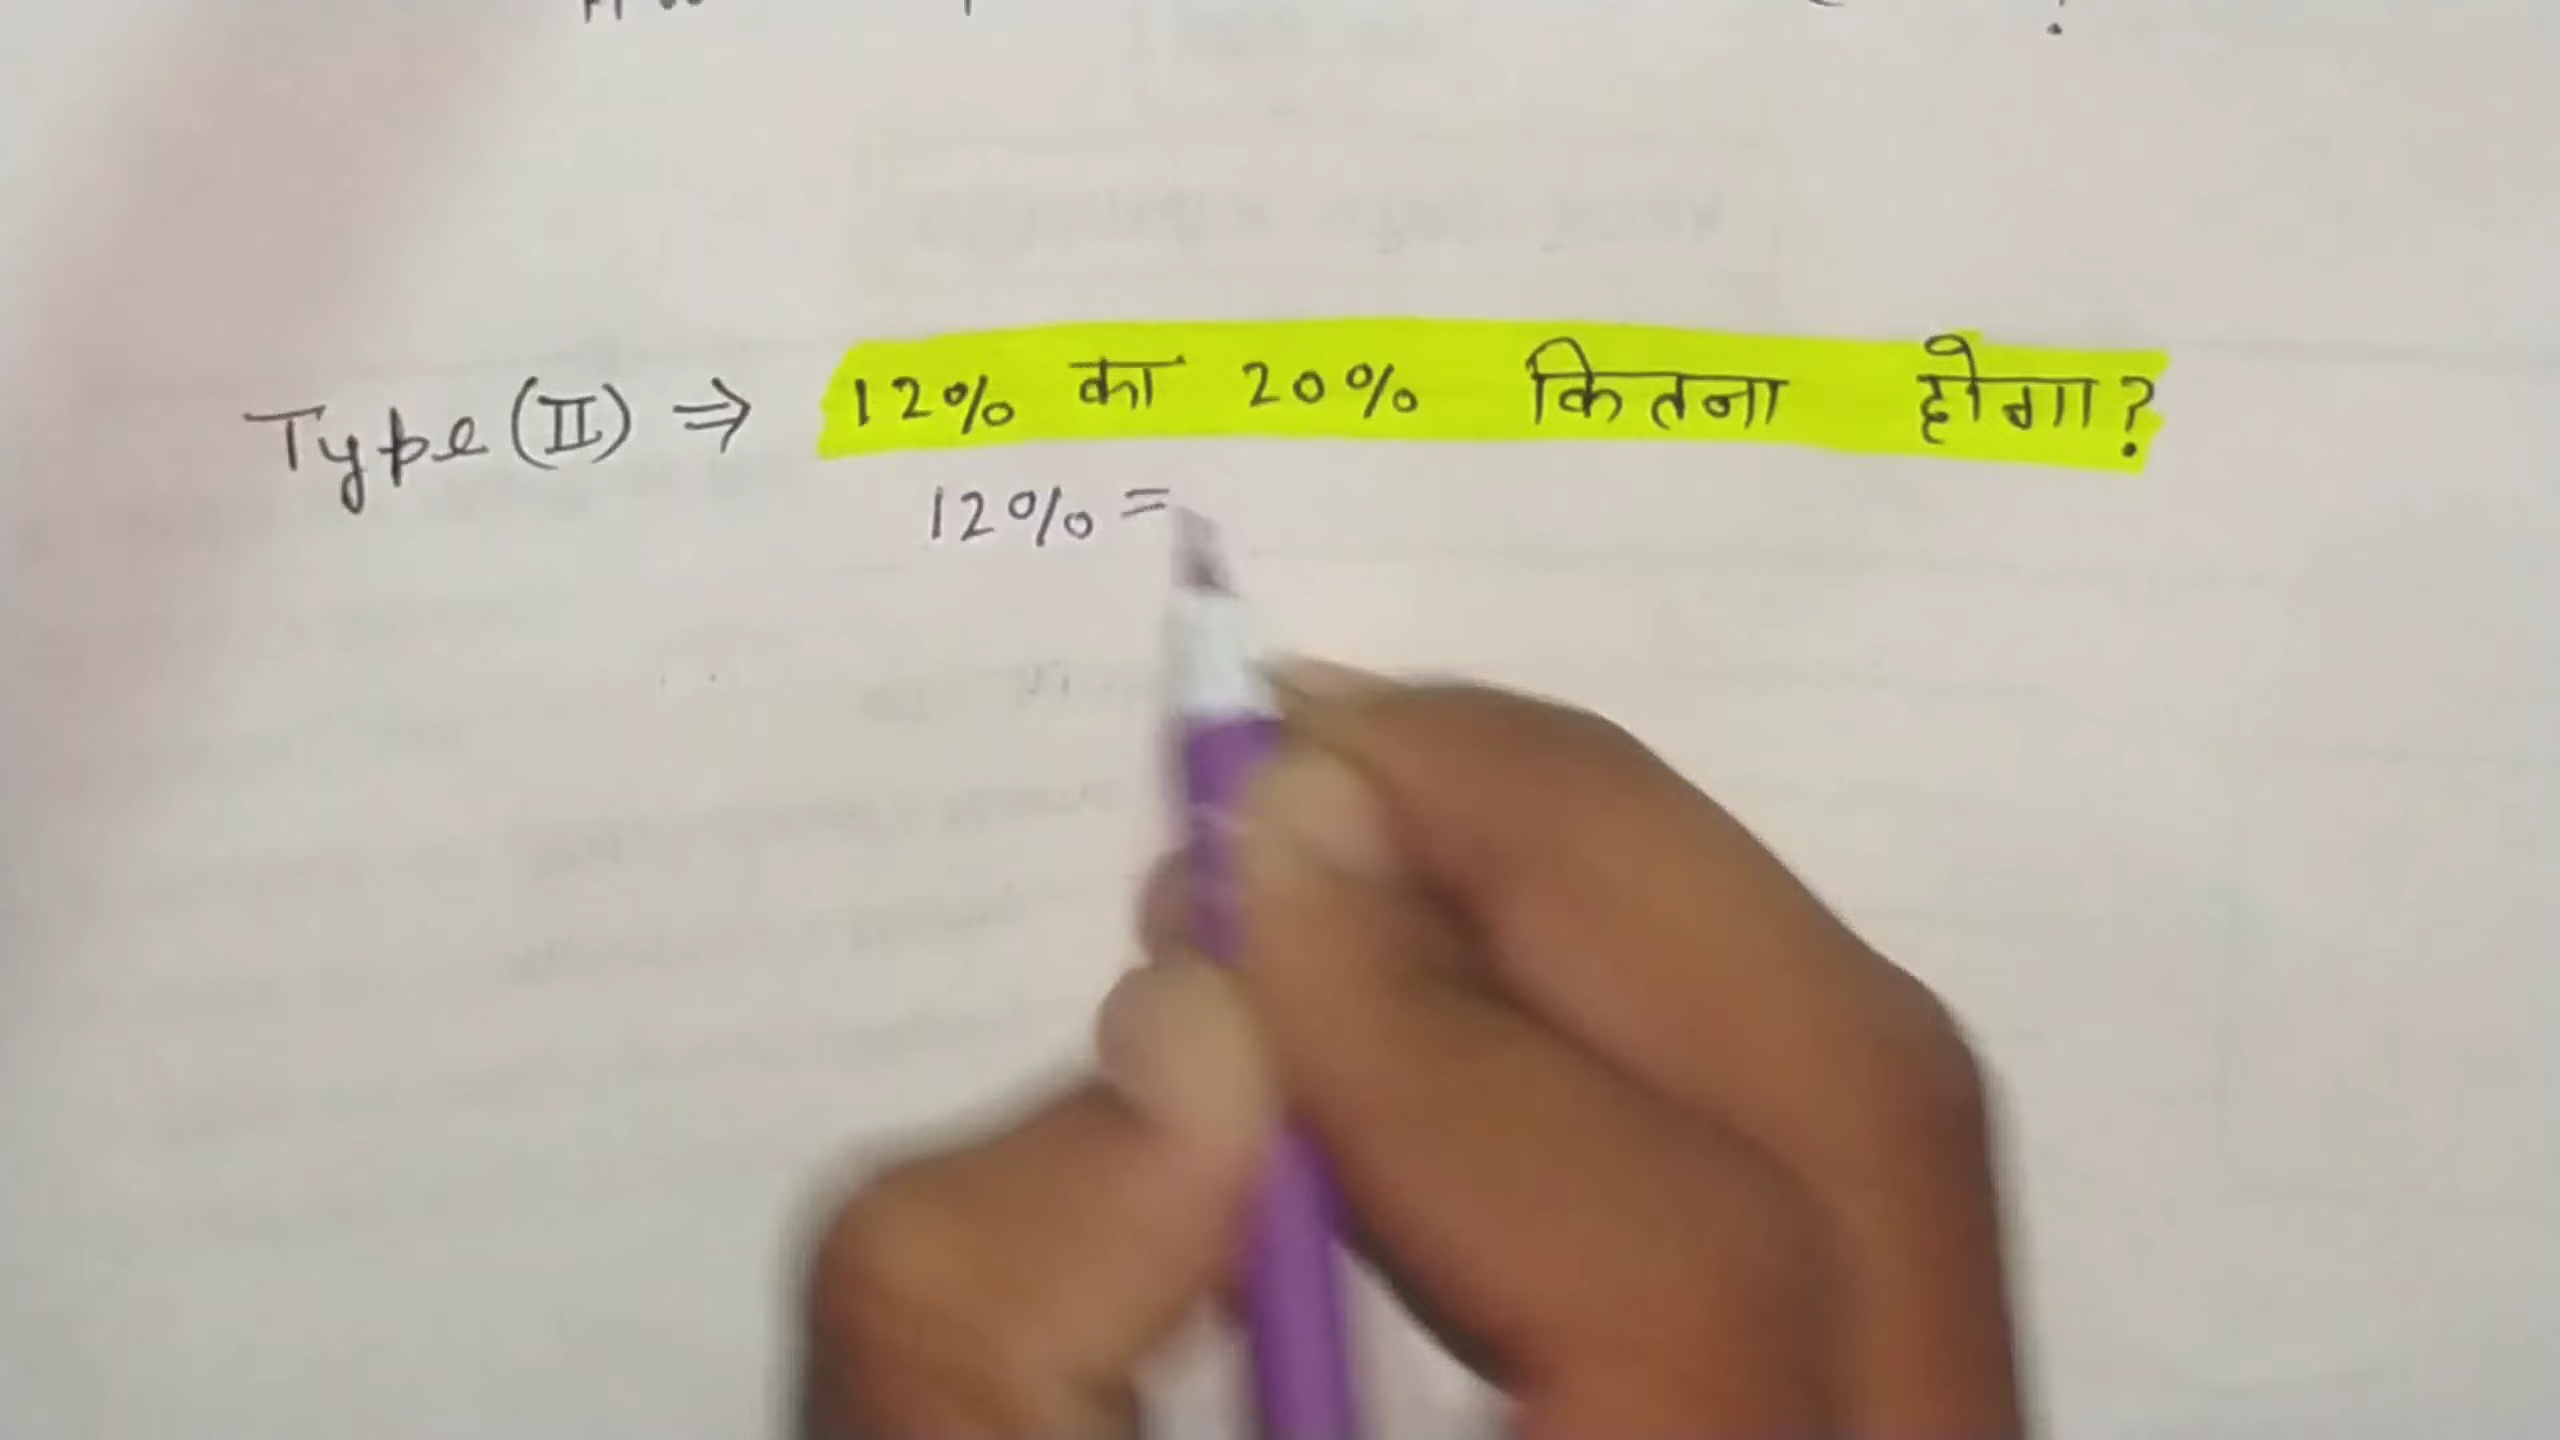 Type (II) ⇒ 12% का 20% कितना होगा?
12% =